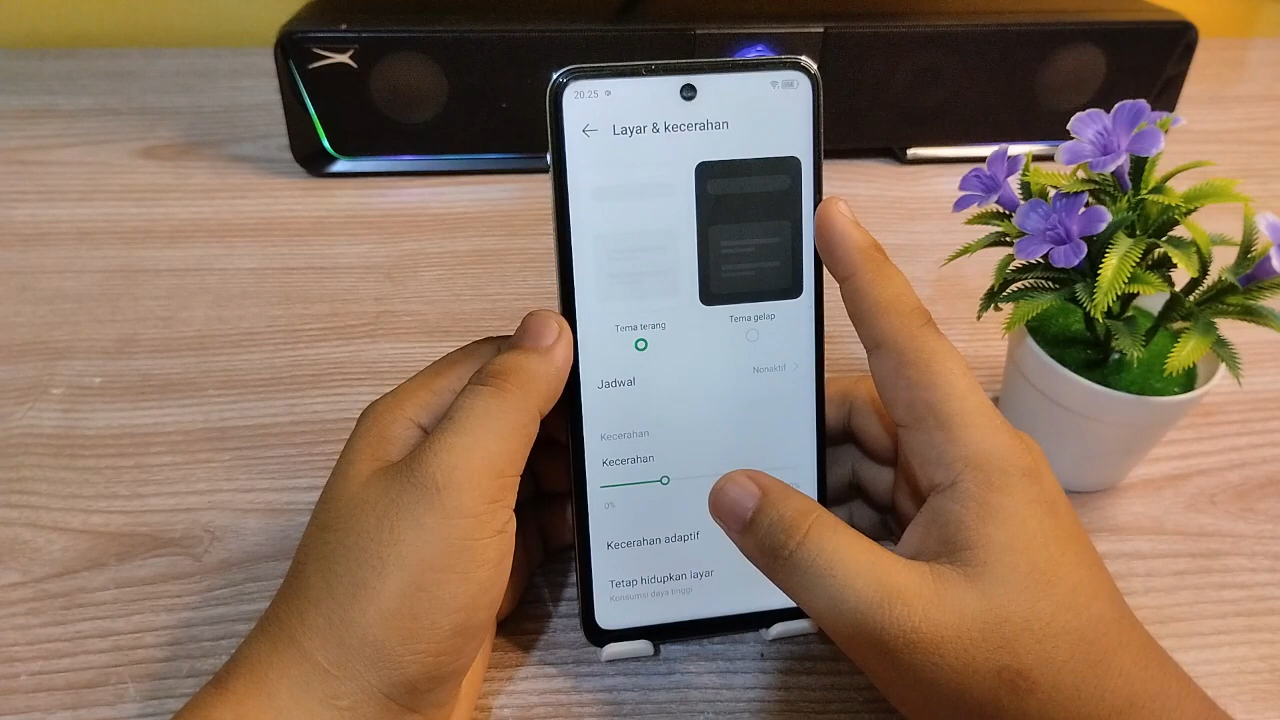 20.25
Layar & kecerahan
Tema terang
Tema gelap
Jadwal
Nonaktif
Kecerahan
Kecerahan
0%
Kecerahan adaptif
Tetap hidupkan layar
Konsumsi daya tinggi